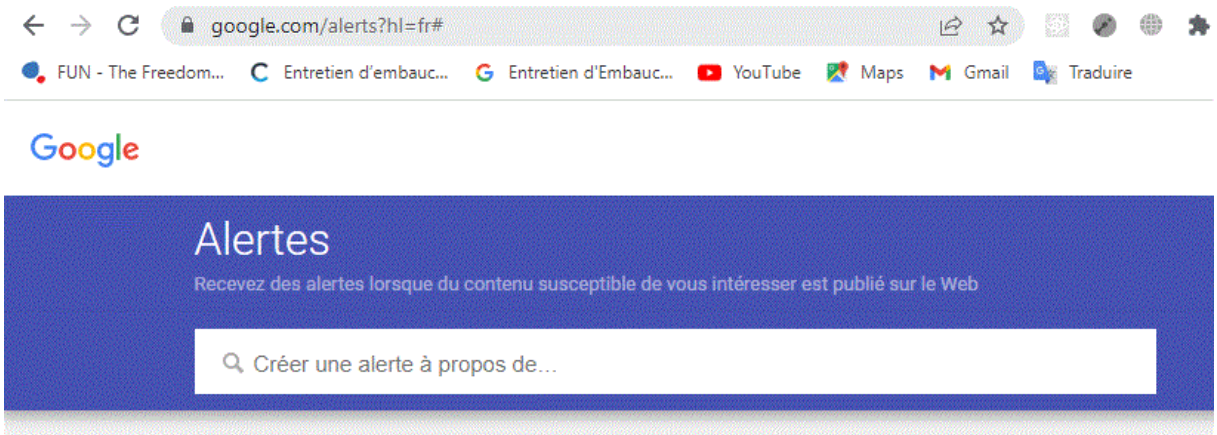 google.com/alerts?hl=fr#
FUN - The Freedom... Entretien d'embauc... Entretien d'Embauc... YouTube Maps Gmail Traduire
Google
Alertes
Recevez des alertes lorsque du contenu susceptible de vous intéresser est publié sur le Web
Créer une alerte à propos de...